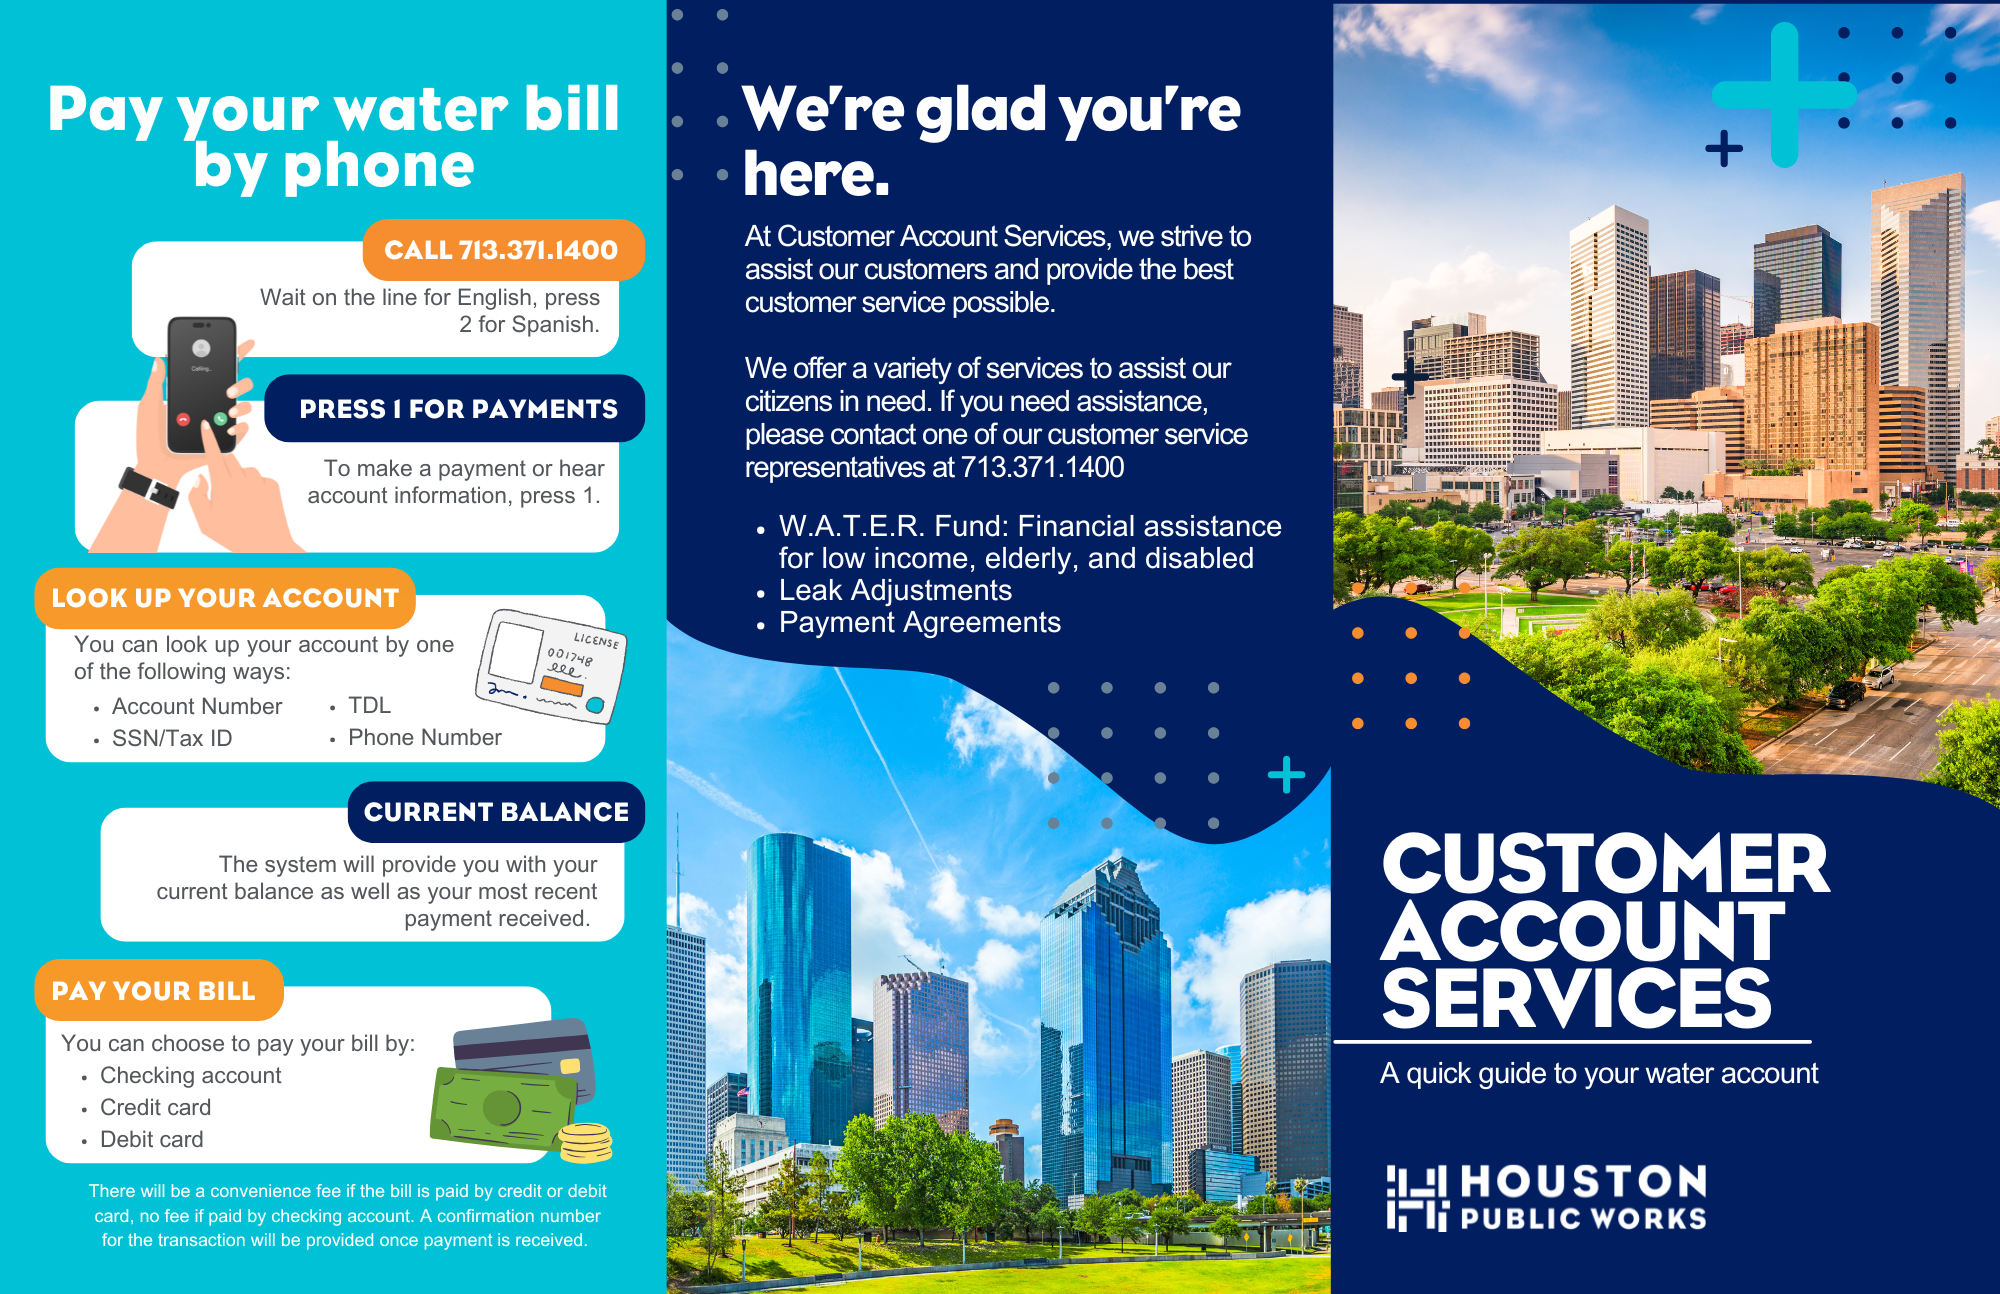 Pay your water bill
by phone
CALL 713.371.1400
Wait on the line for English, press
2 for Spanish.
Calling...
PRESS 1 FOR PAYMENTS
To make a payment or hear
account information, press 1.
LOOK UP YOUR ACCOUNT
You can look up your account by one
of the following ways:
• Account Number
• SSN/Tax ID
• TDL
• Phone Number
LICENSE
001748
CURRENT BALANCE
The system will provide you with your
current balance as well as your most recent
payment received.
PAY YOUR BILL
You can choose to pay your bill by:
• Checking account
• Credit card
• Debit card
There will be a convenience fee if the bill is paid by credit or debit
card, no fee if paid by checking account. A confirmation number
for the transaction will be provided once payment is received.
We're glad you're
here.
At Customer Account Services, we strive to
assist our customers and provide the best
customer service possible.
We offer a variety of services to assist our
citizens in need. If you need assistance,
please contact one of our customer service
representatives at 713.371.1400
• W.A.T.E.R. Fund: Financial assistance
for low income, elderly, and disabled
• Leak Adjustments
• Payment Agreements
CUSTOMER
ACCOUNT
SERVICES
A quick guide to your water account
HOUSTON
PUBLIC WORKS